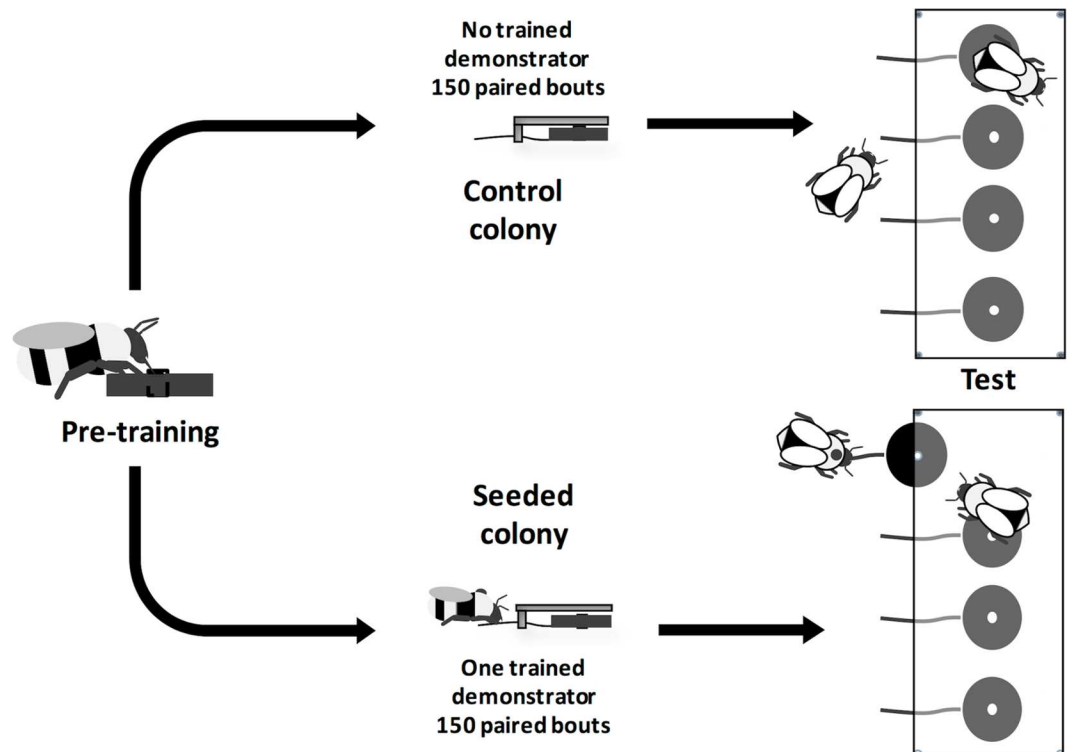 No trained
demonstrator
150 paired bouts
Control
colony
Pre-training
Test
Seeded
colony
One trained
demonstrator
150 paired bouts